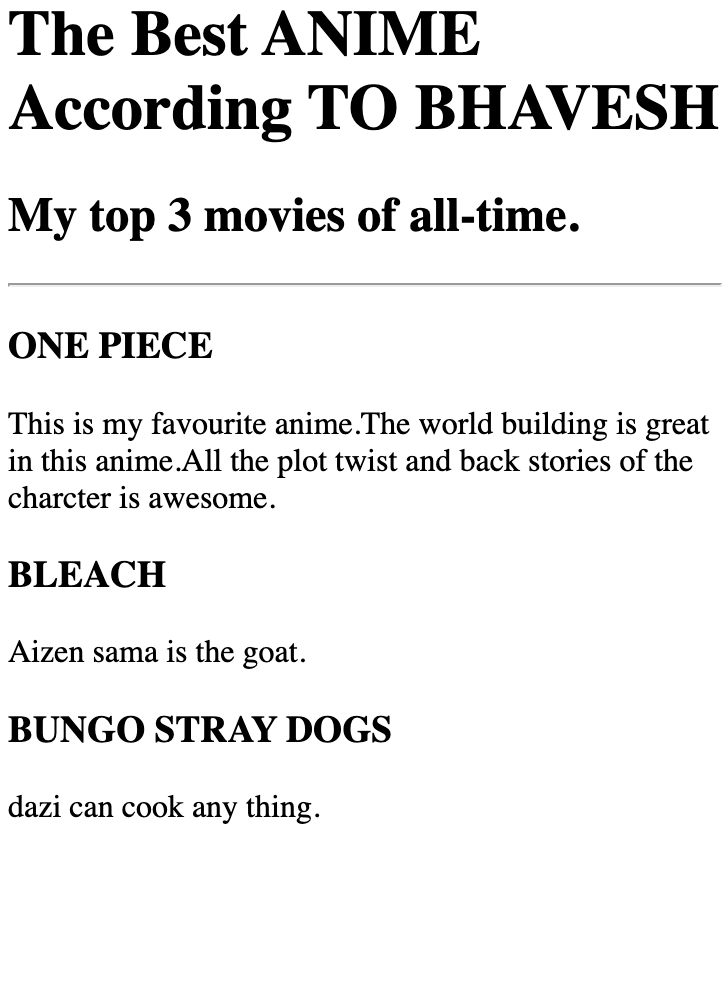 The Best ANIME
According TO BHAVESH
My top 3 movies of all-time.
ONE PIECE
This is my favourite anime.The world building is great
in this anime.All the plot twist and back stories of the
charcter is awesome.
BLEACH
Aizen sama is the goat.
BUNGO STRAY DOGS
dazi can cook any thing.